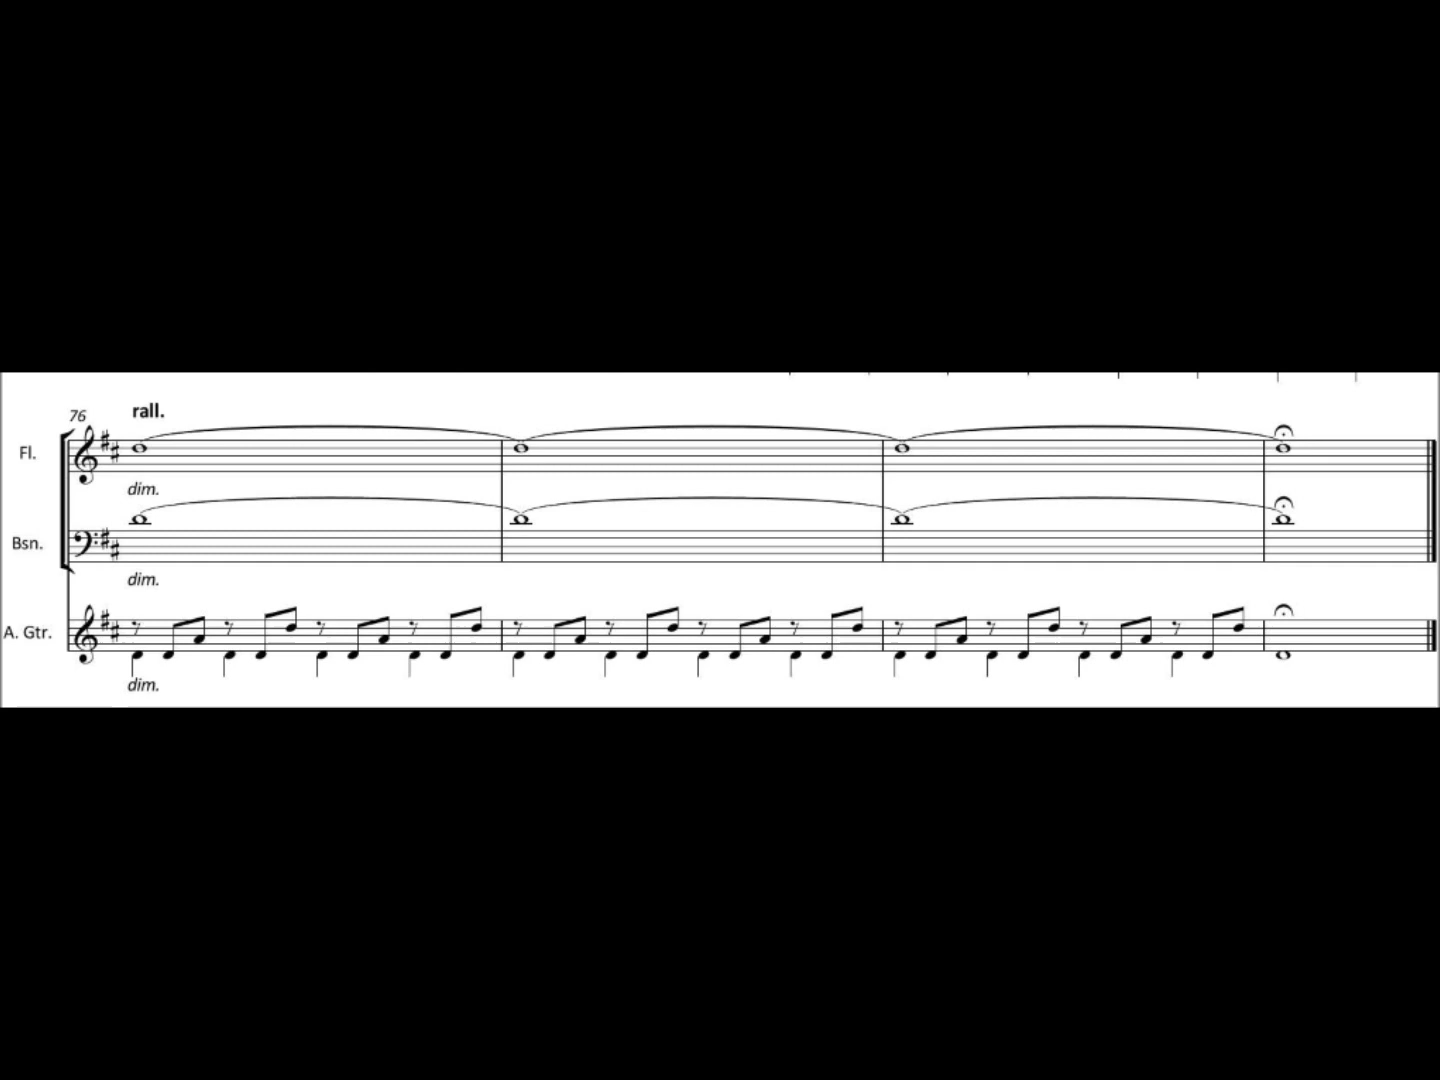 76
rall.
Fl.
dim.
Bsn.
dim.
A. Gtr.
dim.